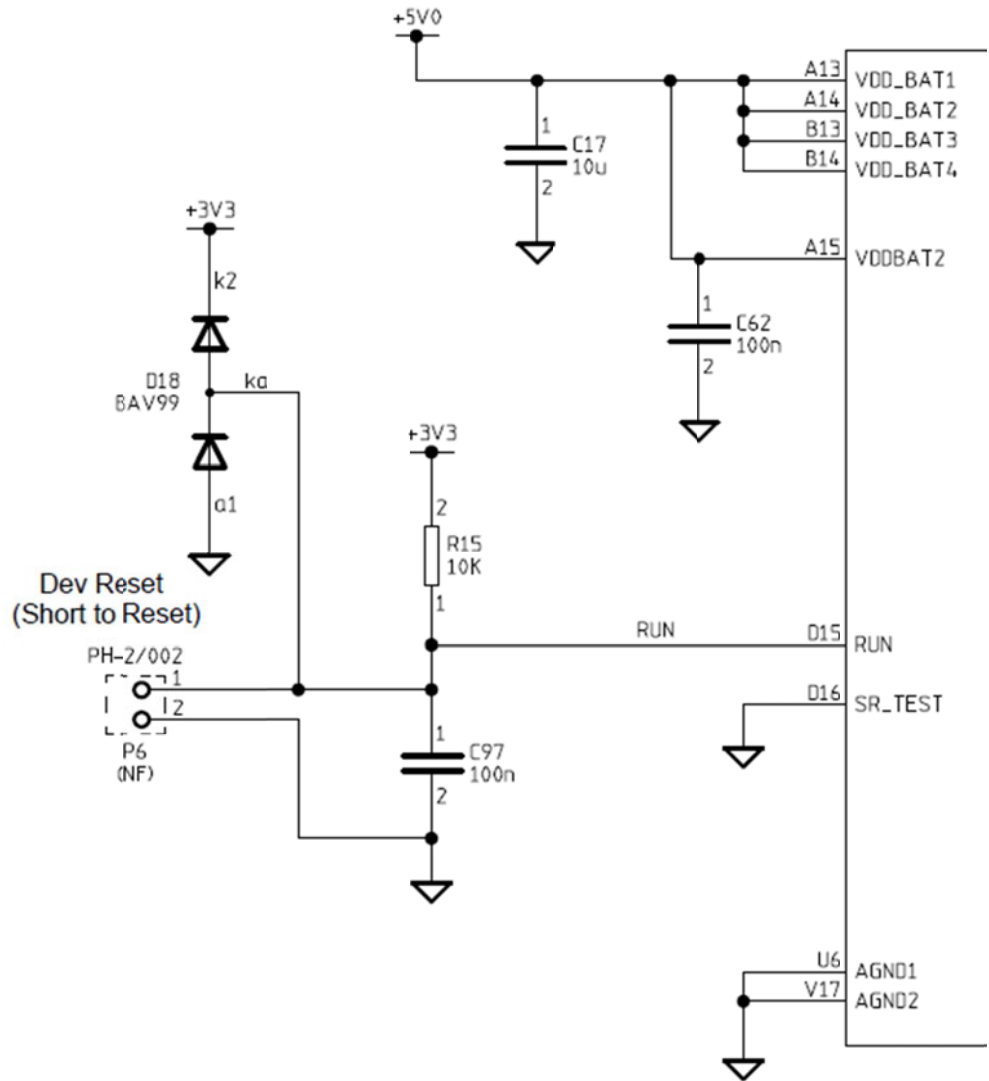 +5V0
A13 VDD_BAT1
A14 VDD_BAT2
B13 VDD_BAT3
B14 VDD_BAT4
1
C17
10u
2
+3V3
A15 VDDBAT2
k2
1
C62
100n
2
D18
BAV99
ka
+3V3
a1
2
R15
10K
1
Dev Reset
(Short to Reset)
RUN
D15 RUN
PH-2/002
1
2
D16 SR_TEST
P6
(NF)
1
C97
100n
2
U6 AGND1
V17 AGND2